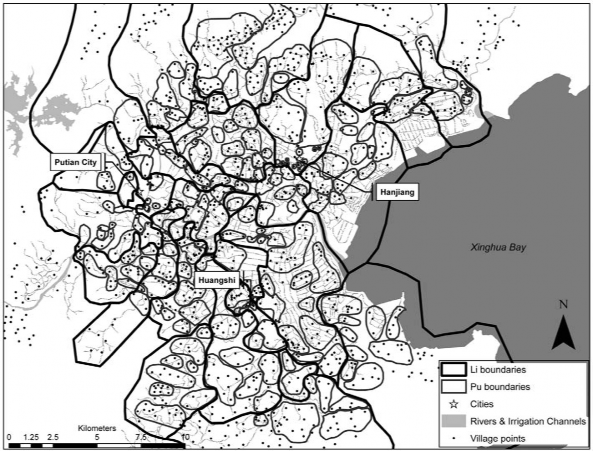 Putian City
Hanjiang
Xinghua Bay
Huangshi
N
Li boundaries
Pu boundaries
Cities
Rivers & Irrigation Channels
Village points
Kilometers
0 1.25 2.5 5 7.5 10